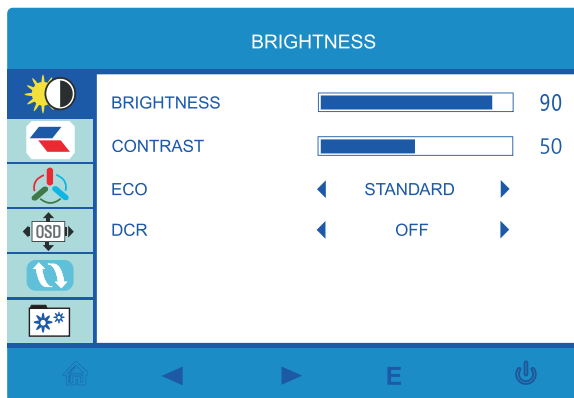 BRIGHTNESS
BRIGHTNESS 90
CONTRAST 50
ECO STANDARD
DCR OFF
OSD
E